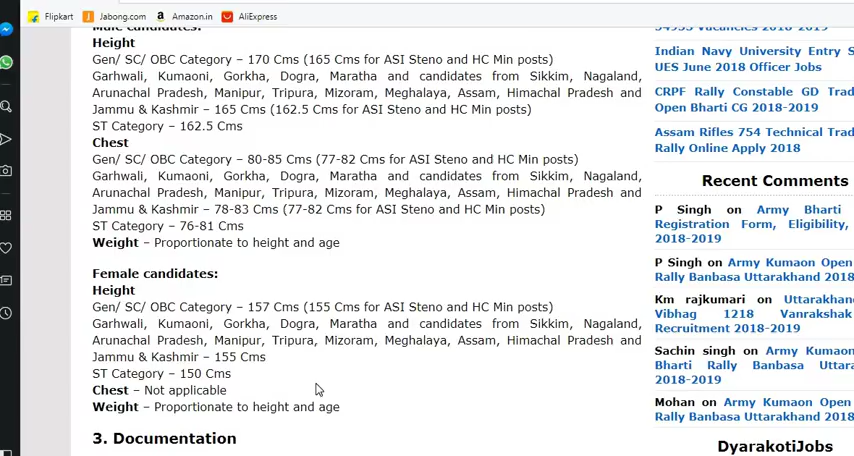 Flipkart Jabong.com Amazon.in AliExpress
Male candidates:
Height
Gen/ SC/ OBC Category – 170 Cms (165 Cms for ASI Steno and HC Min posts)
Garhwali, Kumaoni, Gorkha, Dogra, Maratha and candidates from Sikkim, Nagaland,
Arunachal Pradesh, Manipur, Tripura, Mizoram, Meghalaya, Assam, Himachal Pradesh and
Jammu & Kashmir – 165 Cms (162.5 Cms for ASI Steno and HC Min posts)
ST Category – 162.5 Cms
Chest
Gen/ SC/ OBC Category – 80-85 Cms (77-82 Cms for ASI Steno and HC Min posts)
Garhwali, Kumaoni, Gorkha, Dogra, Maratha and candidates from Sikkim, Nagaland,
Arunachal Pradesh, Manipur, Tripura, Mizoram, Meghalaya, Assam, Himachal Pradesh and
Jammu & Kashmir – 78-83 Cms (77-82 Cms for ASI Steno and HC Min posts)
ST Category – 76-81 Cms
Weight – Proportionate to height and age
Female candidates:
Height
Gen/ SC/ OBC Category – 157 Cms (155 Cms for ASI Steno and HC Min posts)
Garhwali, Kumaoni, Gorkha, Dogra, Maratha and candidates from Sikkim, Nagaland,
Arunachal Pradesh, Manipur, Tripura, Mizoram, Meghalaya, Assam, Himachal Pradesh and
Jammu & Kashmir – 155 Cms
ST Category – 150 Cms
Chest – Not applicable
Weight – Proportionate to height and age
3. Documentation
54953 Vacancies 2018-2019
Indian Navy University Entry S
UES June 2018 Officer Jobs
CRPF Rally Constable GD Trad
Open Bharti CG 2018-2019
Assam Rifles 754 Technical Trad
Rally Online Apply 2018
Recent Comments
P Singh on Army Bharti
Registration Form, Eligibility,
2018-2019
P Singh on Army Kumaon Open
Rally Banbasa Uttarakhand 201
Km rajkumari on Uttarakhan
Vibhag 1218 Vanrakshak
Recruitment 2018-2019
Sachin singh on Army Kumaon
Bharti Rally Banbasa Uttara
2018-2019
Mohan on Army Kumaon Open
Rally Banbasa Uttarakhand 201
DyarakotiJobs